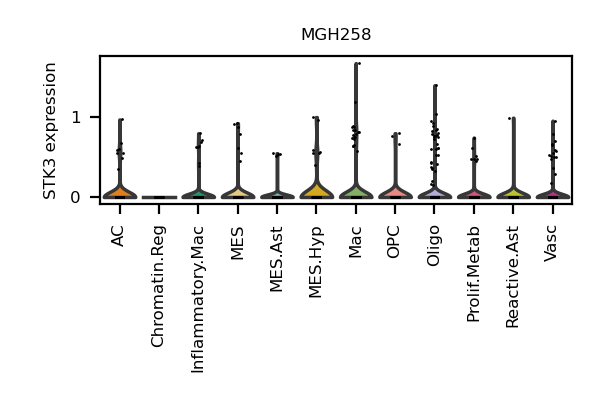 MGH258
STK3 expression
1
0
AC
Chromatin.Reg
Inflammatory.Mac
MES
MES.Ast
MES.Hyp
Mac
OPC
Oligo
Prolif.Metab
Reactive.Ast
Vasc